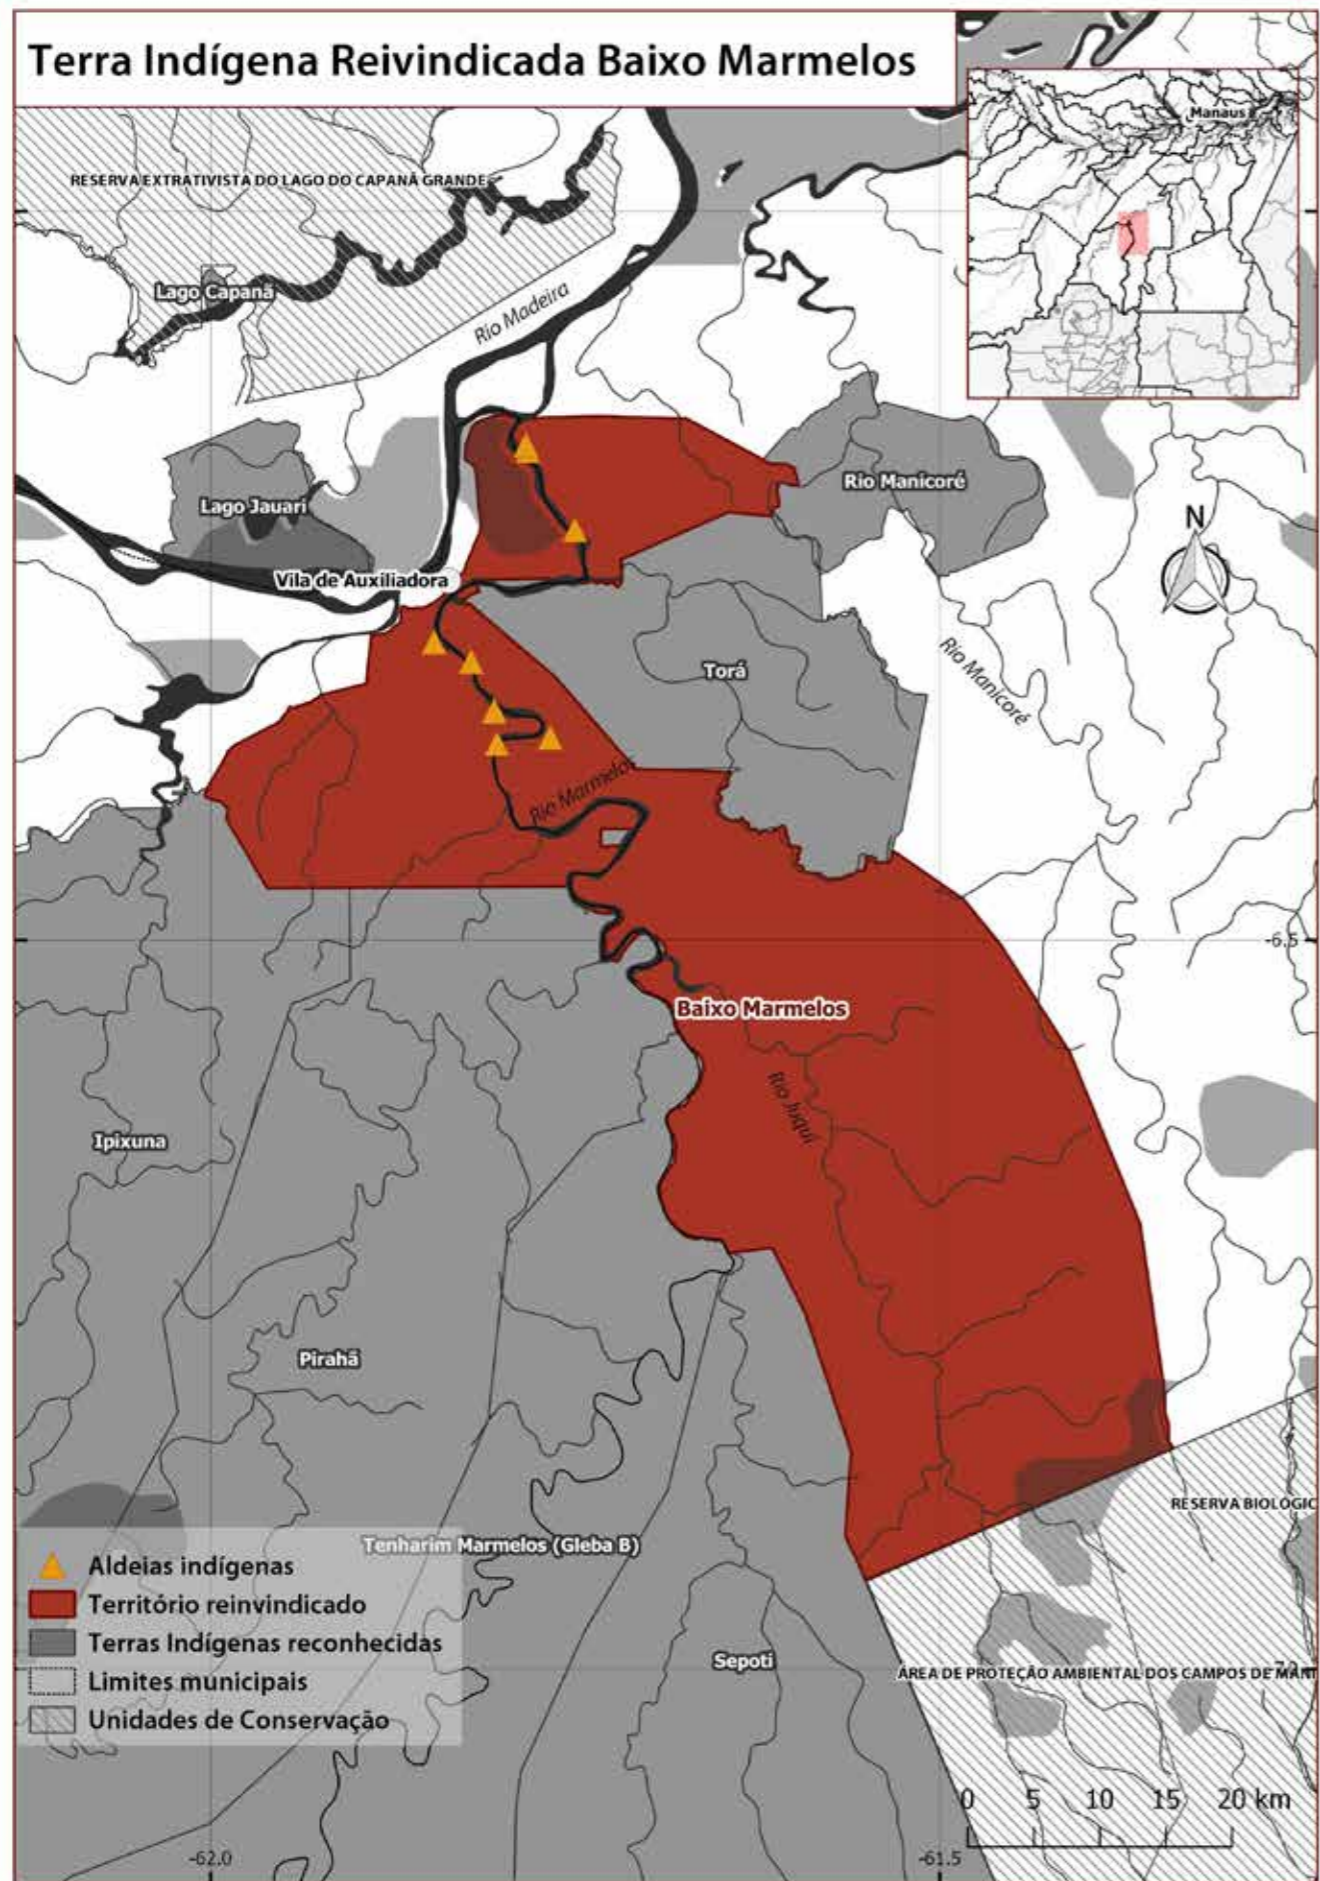 Terra Indígena Reivindicada Baixo Marmelos
Manaus
RESERVA EXTRATIVISTA DO LAGO DO CAPANÃ GRANDE
Lago Capanã
Rio Madeira
Rio Manicoré
Lago Jauari
N
Vila de Auxiliadora
Rio Manicoré
Torá
Rio Marmelos
-6.5
Baixo Marmelos
Rio Juqui
Ipixuna
Pirahã
RESERVA BIOLÓGIC
Tenharim Marmelos (Gleba B)
Aldeias indígenas
Território reinvindicado
Terras Indígenas reconhecidas
Limites municipais
Unidades de Conservação
Sepoti
ÁREA DE PROTEÇÃO AMBIENTAL DOS CAMPOS DE MAN
0 5 10 15 20 km
-62.0
-61.5